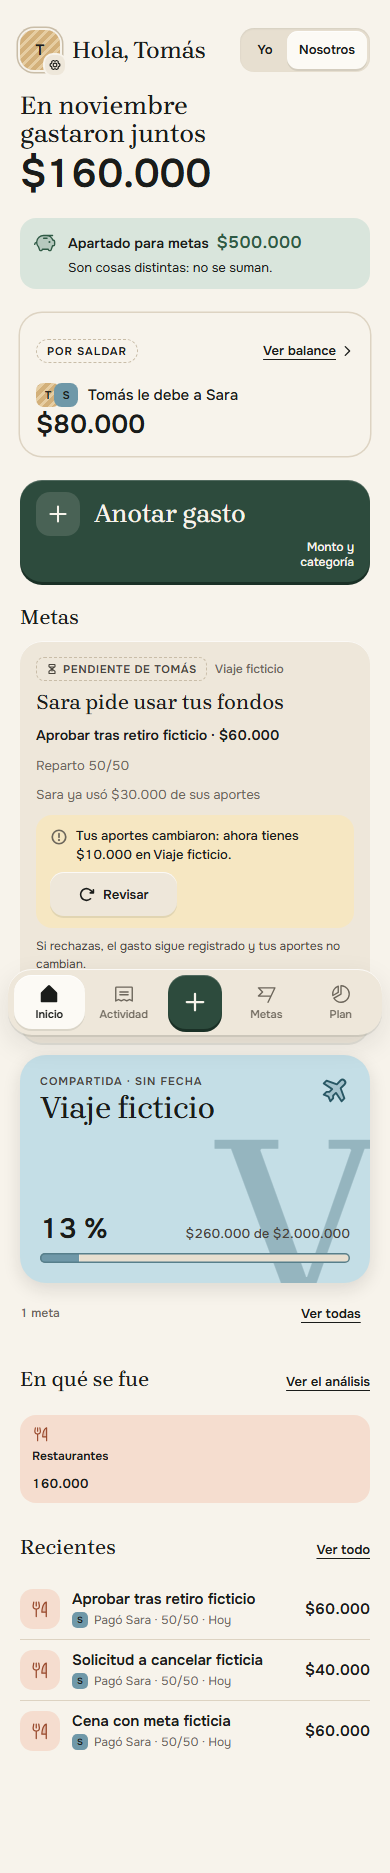 T
Hola, Tomás
Yo
Nosotros
En noviembre
gastaron juntos
$160.000
Apartado para metas $500.000
Son cosas distintas: no se suman.
POR SALDAR
Ver balance
T S Tomás le debe a Sara
$80.000
Anotar gasto
Monto y
categoría
Metas
PENDIENTE DE TOMÁS Viaje ficticio
Sara pide usar tus fondos
Aprobar tras retiro ficticio · $60.000
Reparto 50/50
Sara ya usó $30.000 de sus aportes
Tus aportes cambiaron: ahora tienes
$10.000 en Viaje ficticio.
Revisar
Si rechazas, el gasto sigue registrado y tus aportes no
cambian.
Inicio
Actividad
Metas
Plan
COMPARTIDA · SIN FECHA
Viaje ficticio
V
13 %
$260.000 de $2.000.000
1 meta
Ver todas
En qué se fue
Ver el análisis
Restaurantes
160.000
Recientes
Ver todo
Aprobar tras retiro ficticio
S Pagó Sara · 50/50 · Hoy
$60.000
Solicitud a cancelar ficticia
S Pagó Sara · 50/50 · Hoy
$40.000
Cena con meta ficticia
S Pagó Sara · 50/50 · Hoy
$60.000